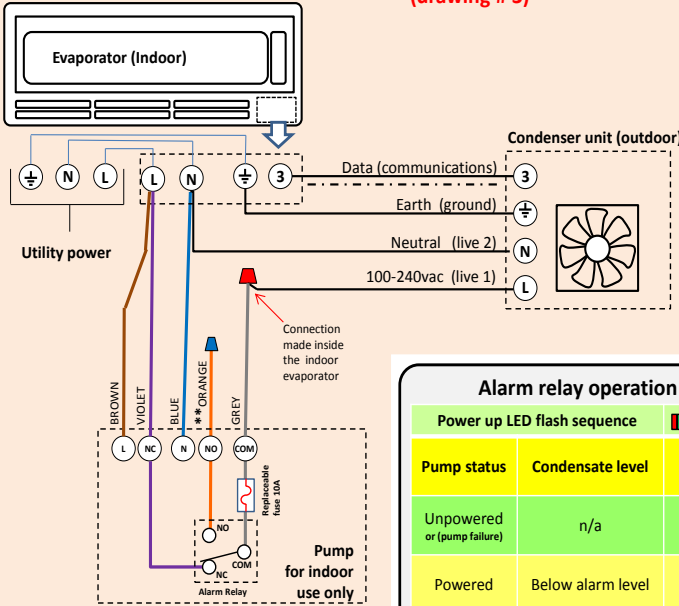 (drawing # 3)
Evaporator (Indoor)
Condenser unit (outdoor)
N
L
L
N
3
Data (communications)
3
Earth (ground)
Neutral (live 2)
N
100-240vac (live 1)
L
Utility power
Connection
made inside
the indoor
evaporator
BROWN
VIOLET
BLUE
**ORANGE
GREY
L
NC
N
NO
COM
Replaceable
fuse 10A
NO
COM
NC
Alarm Relay
Pump
for indoor
use only
Alarm relay operation
Power up LED flash sequence
Pump status
Condensate level
Unpowered
or (pump failure)
n/a
Powered
Below alarm level